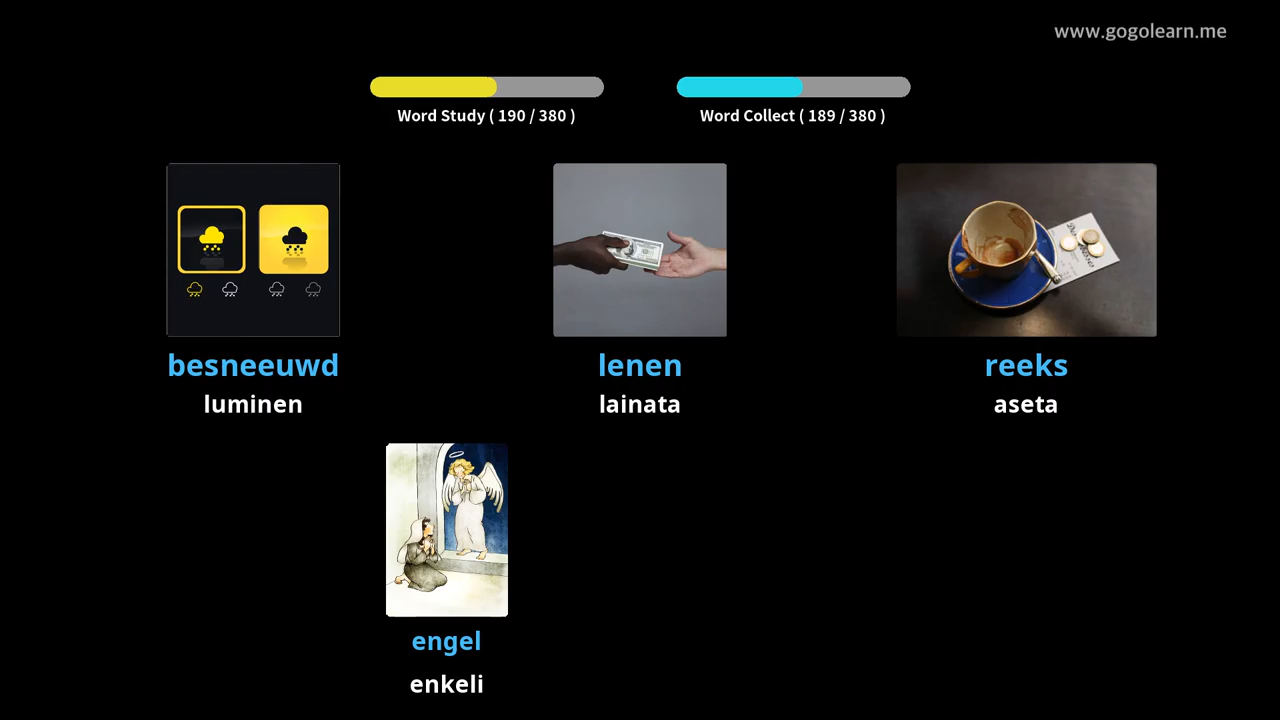 www.gogolearn.me
Word Study ( 190 / 380 )
Word Collect ( 189 / 380 )
besneeuwd
luminen
lenen
lainata
reeks
aseta
engel
enkeli